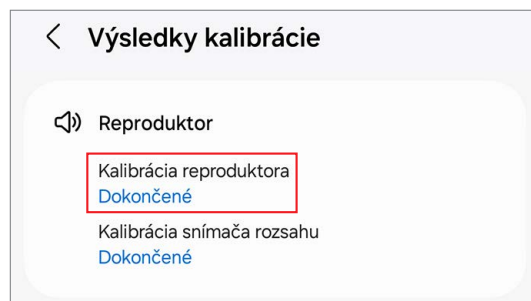 Výsledky kalibrácie
Reproduktor
Kalibrácia reproduktora
Dokončené
Kalibrácia snímača rozsahu
Dokončené